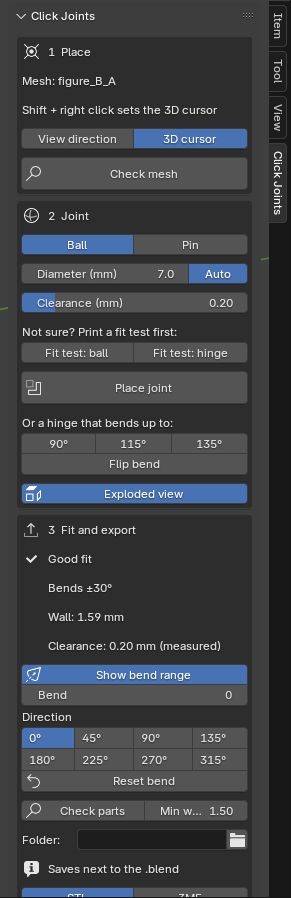 Click Joints
1 Place
Mesh: figure_B_A
Shift + right click sets the 3D cursor
View direction 3D cursor
Check mesh
2 Joint
Ball Pin
Diameter (mm) 7.0 Auto
Clearance (mm) 0.20
Not sure? Print a fit test first:
Fit test: ball Fit test: hinge
Place joint
Or a hinge that bends up to:
90° 115° 135°
Flip bend
Exploded view
3 Fit and export
Good fit
Bends ±30°
Wall: 1.59 mm
Clearance: 0.20 mm (measured)
Show bend range
Bend 0
Direction
0° 45° 90° 135°
180° 225° 270° 315°
Reset bend
Check parts Min w... 1.50
Folder:
Saves next to the .blend
STL 3MF
Item
Tool
View
Click Joints